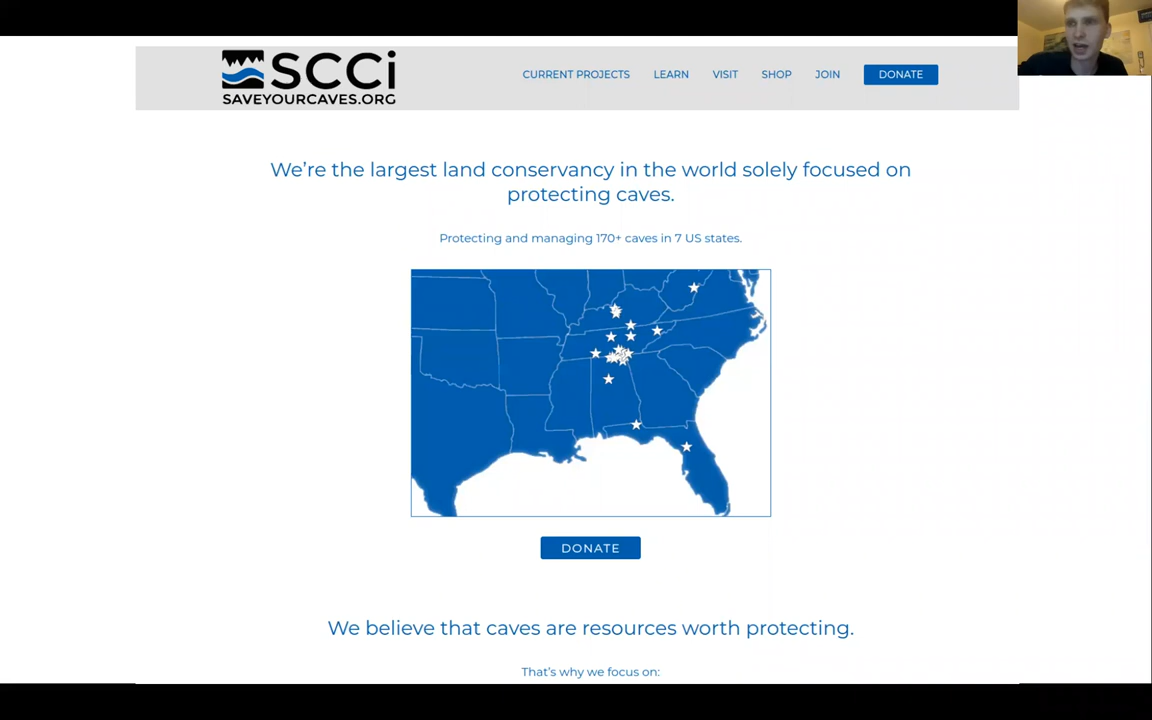 SCCi
SAVEYOURCAVES.ORG
CURRENT PROJECTS LEARN VISIT SHOP JOIN DONATE
We’re the largest land conservancy in the world solely focused on
protecting caves.
Protecting and managing 170+ caves in 7 US states.
DONATE
We believe that caves are resources worth protecting.
That’s why we focus on: